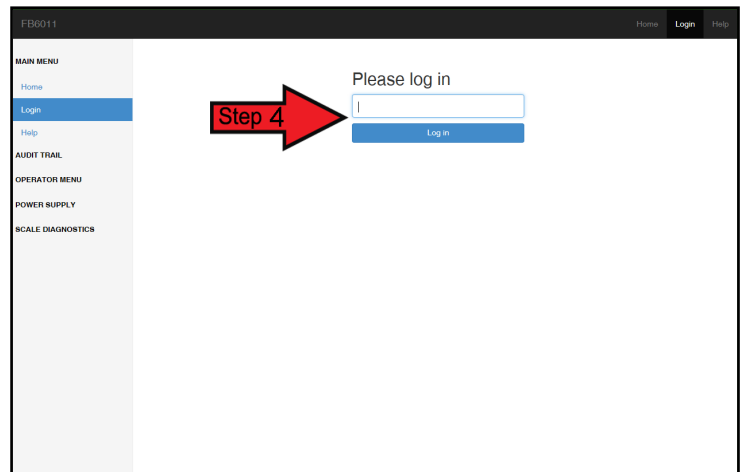 FB6011
Home Login Help
MAIN MENU
Home
Login
Help
AUDIT TRAIL
OPERATOR MENU
POWER SUPPLY
SCALE DIAGNOSTICS
Please log in
Step 4
Log in